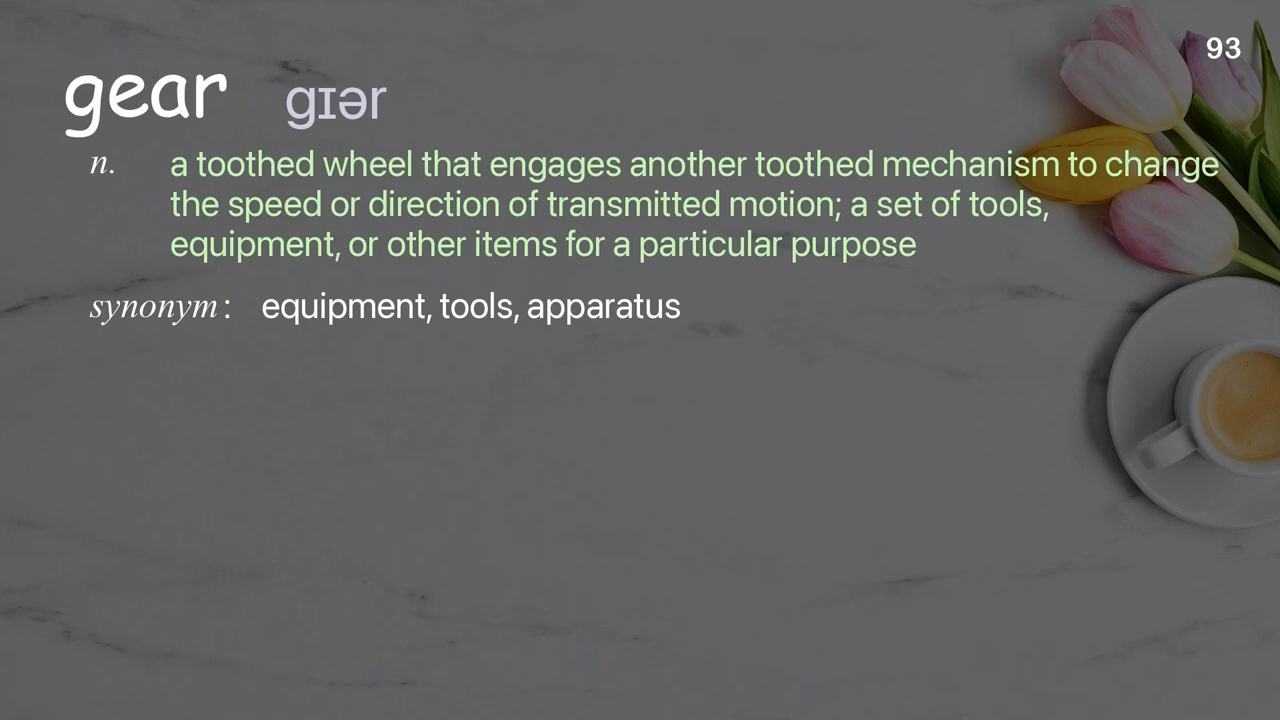 93
gear gɪər
n. a toothed wheel that engages another toothed mechanism to change
the speed or direction of transmitted motion; a set of tools,
equipment, or other items for a particular purpose
synonym: equipment, tools, apparatus